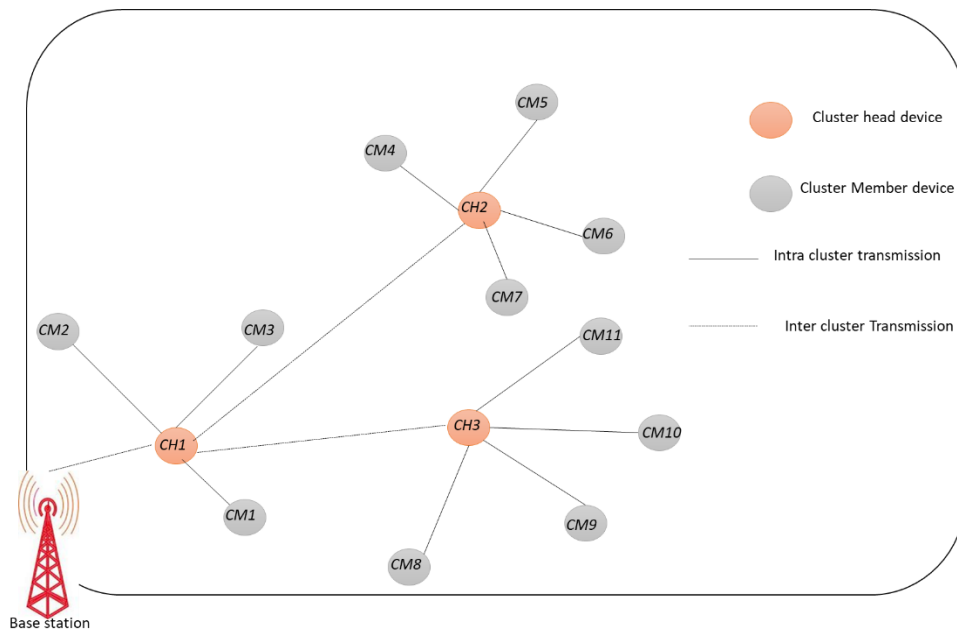 CM5
Cluster head device
CM4
Cluster Member device
CH2
CM6
Intra cluster transmission
CM7
CM2
CM3
Inter cluster Transmission
CM11
CH3
CM10
CH1
CM1
CM9
CM8
Base station